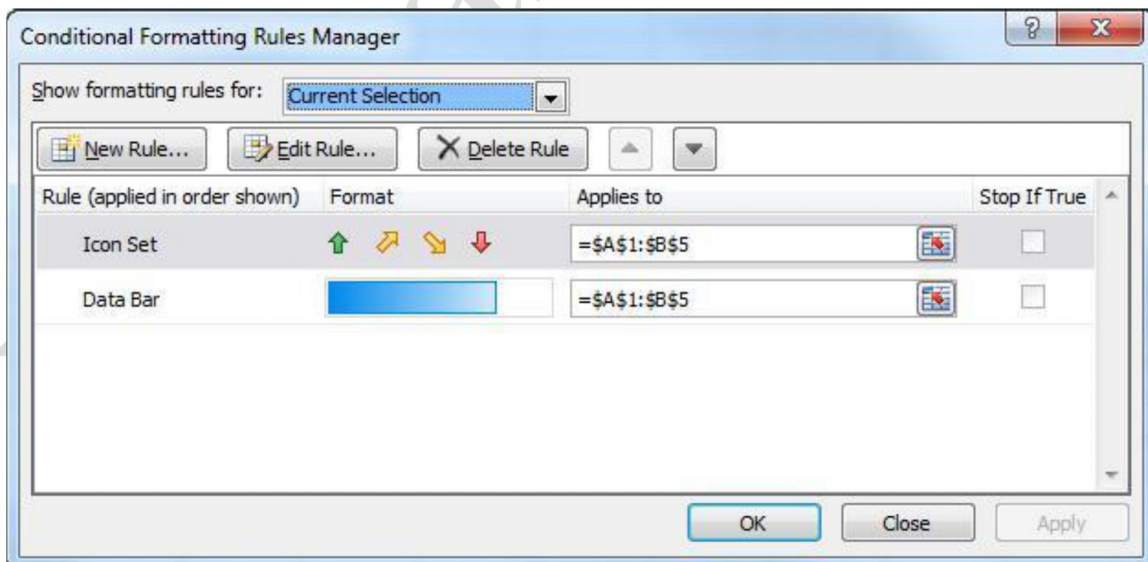 Conditional Formatting Rules Manager
Show formatting rules for: Current Selection
New Rule... Edit Rule... Delete Rule
Rule (applied in order shown) Format Applies to Stop If True
Icon Set =$A$1:$B$5
Data Bar =$A$1:$B$5
OK Close Apply